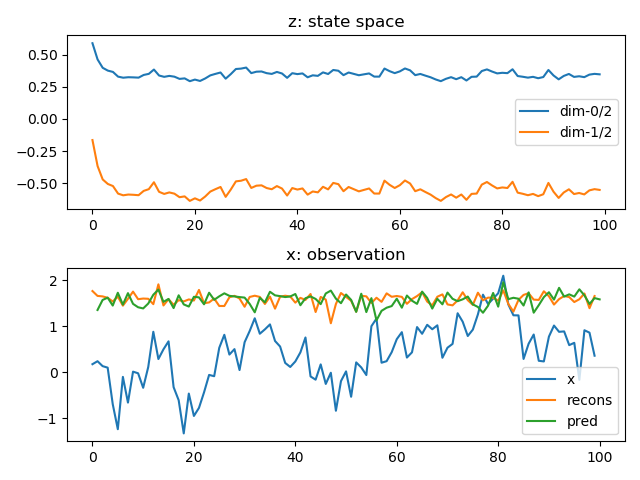 z: state space
0.50
0.25
0.00
−0.25
−0.50
dim-0/2
dim-1/2
0 20 40 60 80 100
x: observation
2
1
0
−1
x
recons
pred
0 20 40 60 80 100